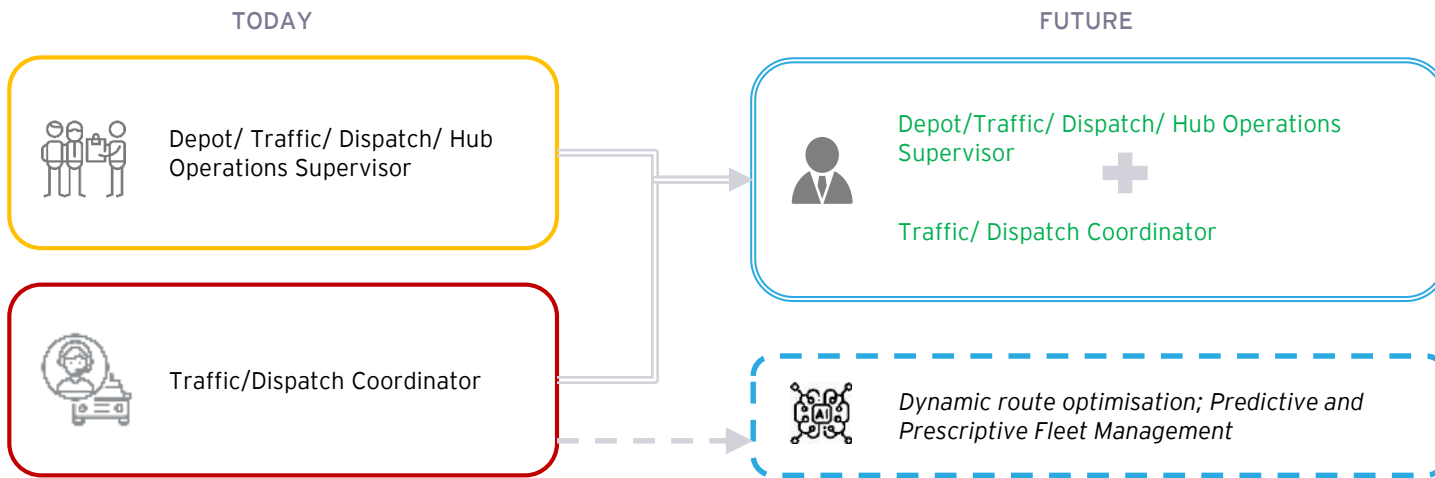 TODAY
FUTURE
Depot/ Traffic/ Dispatch/ Hub
Operations Supervisor
Depot/Traffic/ Dispatch/ Hub Operations
Supervisor
Traffic/ Dispatch Coordinator
Traffic/Dispatch Coordinator
AI
Dynamic route optimisation; Predictive and
Prescriptive Fleet Management